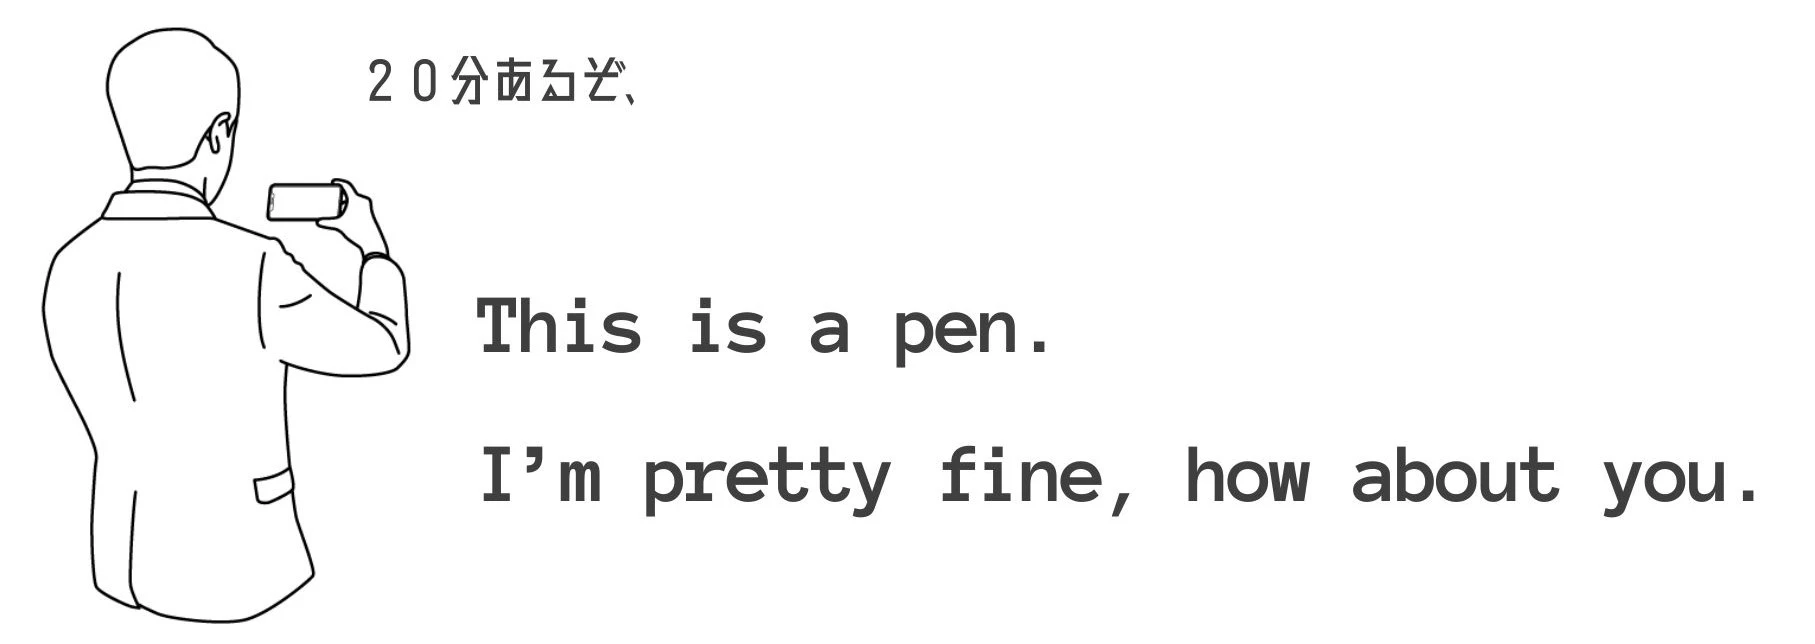 ２０分あるぞ、
This is a pen.
I’m pretty fine, how about you.